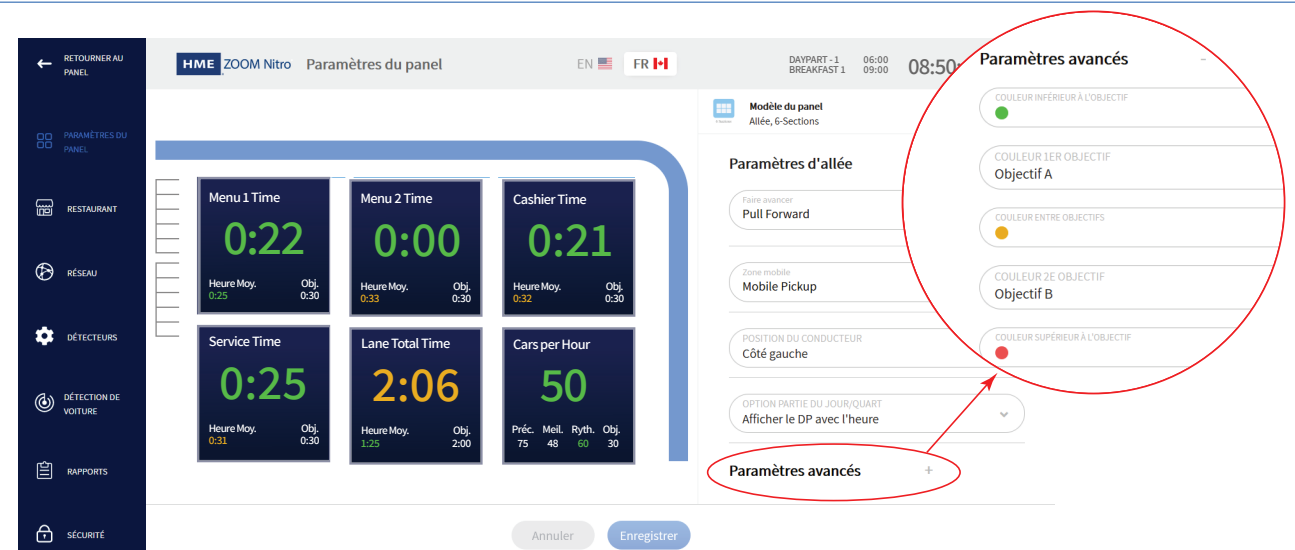 RETOURNER AU
PANEL
HME ZOOM Nitro
Paramètres du panel
EN
FR
DAYPART - 1 06:00
BREAKFAST 1 09:00
08:50:
PARAMÈTRES DU
PANEL
RESTAURANT
RÉSEAU
DÉTECTEURS
DÉTECTION DE
VOITURE
RAPPORTS
SÉCURITÉ
Menu 1 Time
0:22
Heure Moy. Obj.
0:25 0:30
Menu 2 Time
0:00
Heure Moy. Obj.
0:33 0:30
Cashier Time
0:21
Heure Moy. Obj.
0:32 0:30
Service Time
0:25
Heure Moy. Obj.
0:31 0:30
Lane Total Time
2:06
Heure Moy. Obj.
1:25 2:00
Cars per Hour
50
Préc. Meil. Ryth. Obj.
75 48 60 30
Modèle du panel
Allée, 6-Sections
Paramètres d'allée
Faire avancer
Pull Forward
Zone mobile
Mobile Pickup
POSITION DU CONDUCTEUR
Côté gauche
OPTION PARTIE DU JOUR/QUART
Afficher le DP avec l'heure
Paramètres avancés +
Paramètres avancés -
COULEUR INFÉRIEUR À L'OBJECTIF
COULEUR 1ER OBJECTIF
Objectif A
COULEUR ENTRE OBJECTIFS
COULEUR 2E OBJECTIF
Objectif B
COULEUR SUPÉRIEUR À L'OBJECTIF
Annuler
Enregistrer